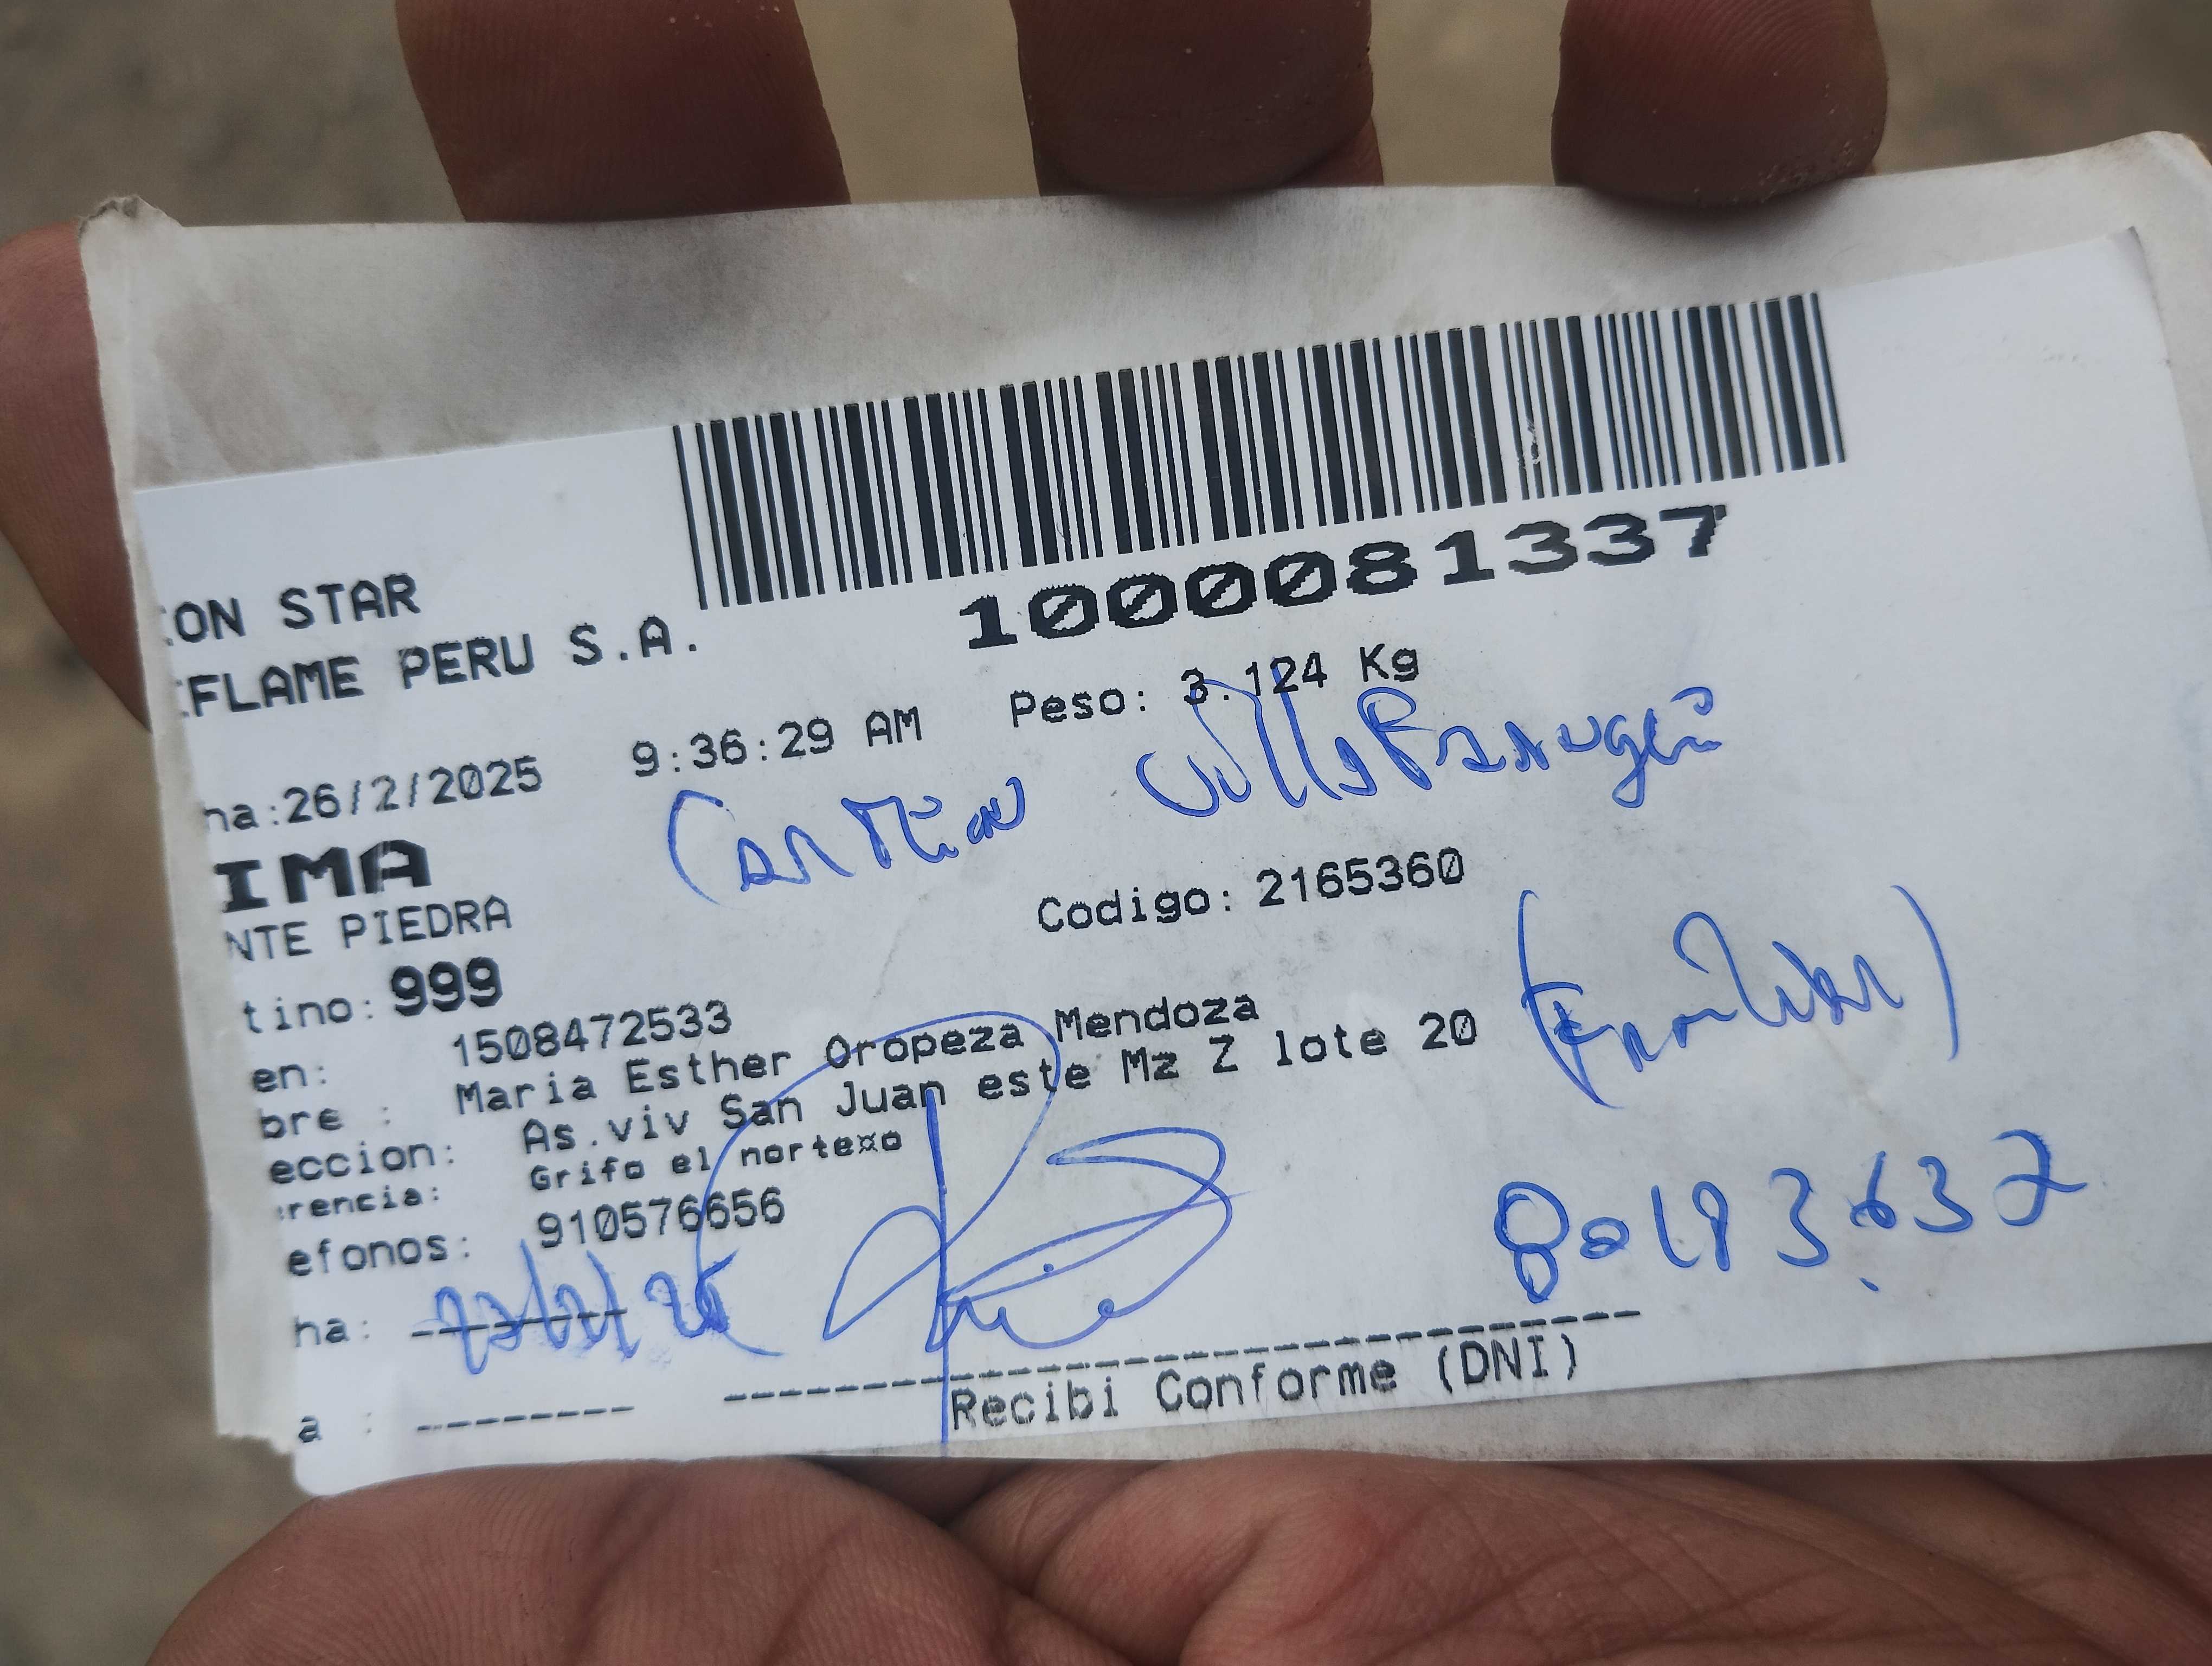 1000081337
ON STAR
FLAME PERU S.A.
ha:26/2/2025 9:36:29 AM Peso: 3.124 Kg
IMA
NTE PIEDRA
Codigo: 2165360
tino: 999
en: 1508472533
bre : Maria Esther Oropeza Mendoza
eccion: As.viv San Juan este Mz Z lote 20
rencia: Grifo el norte¤o
(Familiar)
efonos: 910576656
ha: --------
a : --------
Recibi Conforme (DNI)